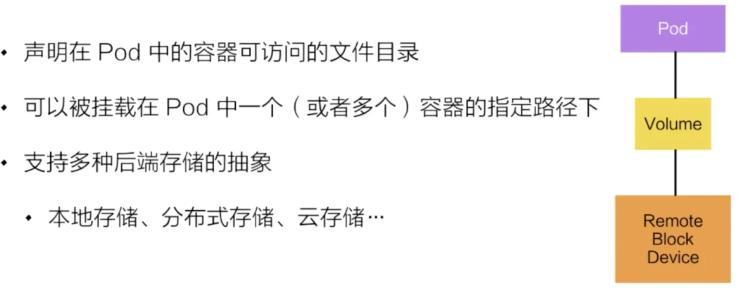 • 声明在 Pod 中的容器可访问的文件目录
• 可以被挂载在 Pod 中一个（或者多个）容器的指定路径下
• 支持多种后端存储的抽象
• 本地存储、分布式存储、云存储…
Pod
Volume
Remote
Block
Device